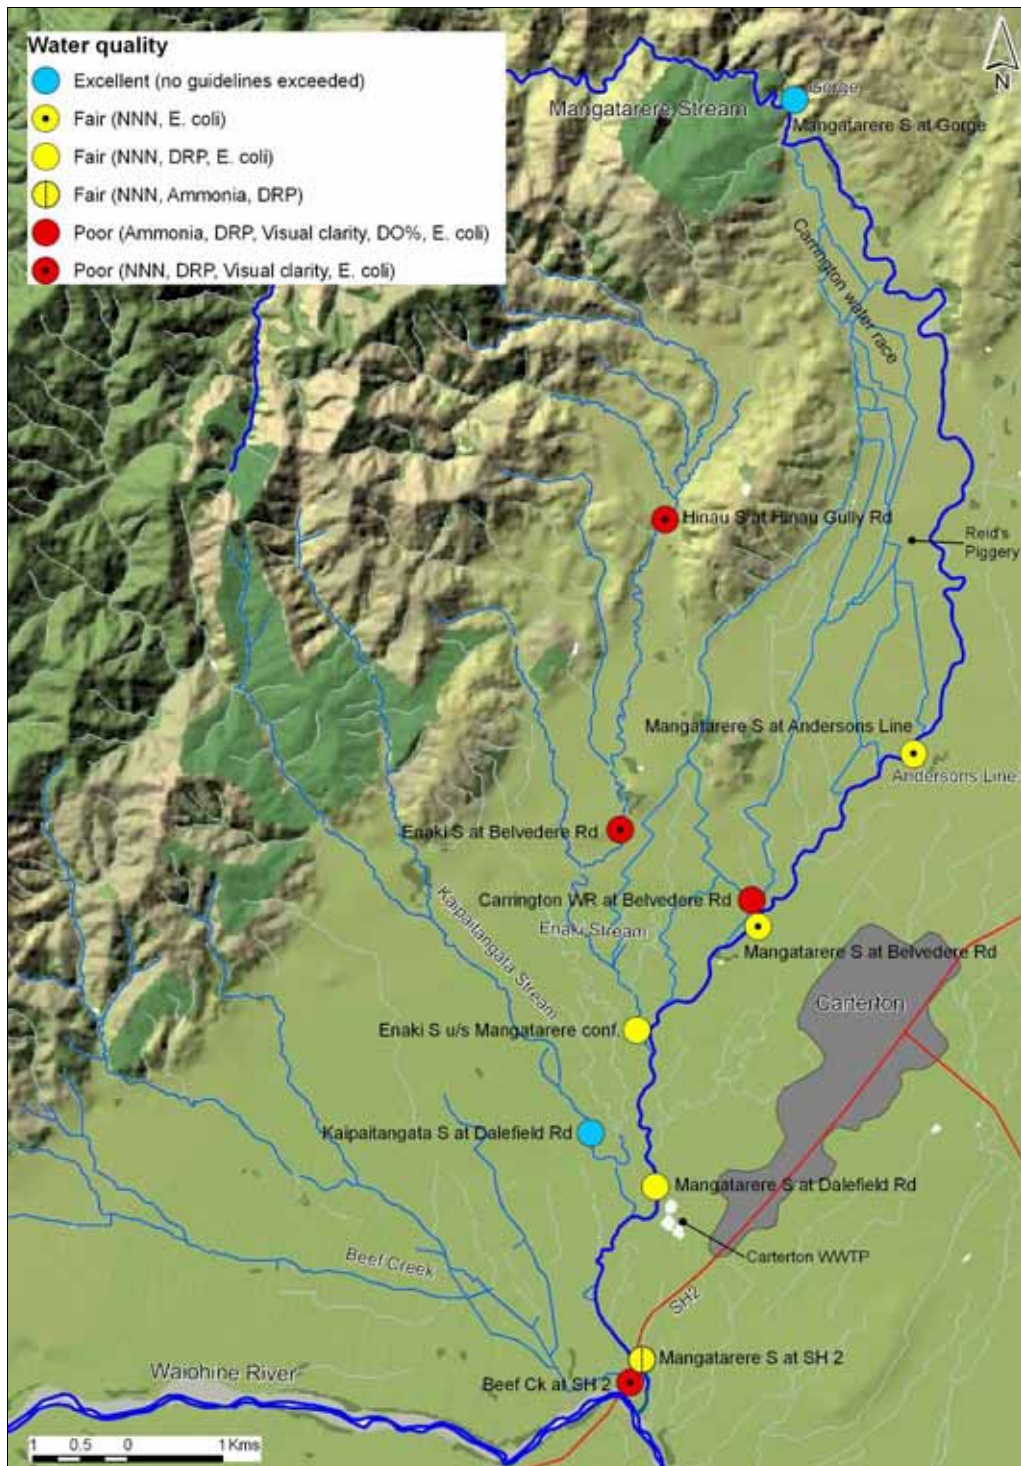 Water quality
Excellent (no guidelines exceeded)
Fair (NNN, E. coli)
Fair (NNN, DRP, E. coli)
Fair (NNN, Ammonia, DRP)
Poor (Ammonia, DRP, Visual clarity, DO%, E. coli)
Poor (NNN, DRP, Visual clarity, E. coli)
N
Gorge
Mangatarere Stream
Mangatarere S at Gorge
Carrington water race
Hinau S at Hinau Gully Rd
Reid's
Piggery
Mangatarere S at Andersons Line
Andersons Line
Enaki S at Belvedere Rd
Carrington WR at Belvedere Rd
Kaipaitangata Stream
Enaki Stream
Mangatarere S at Belvedere Rd
Carterton
Enaki S u/s Mangatarere conf.
Kaipaitangata S at Dalefield Rd
Mangatarere S at Dalefield Rd
Carterton WWTP
Beef Creek
SH2
Mangatarere S at SH 2
Waiohine River
Beef Ck at SH 2
1 0.5 0 1 Kms